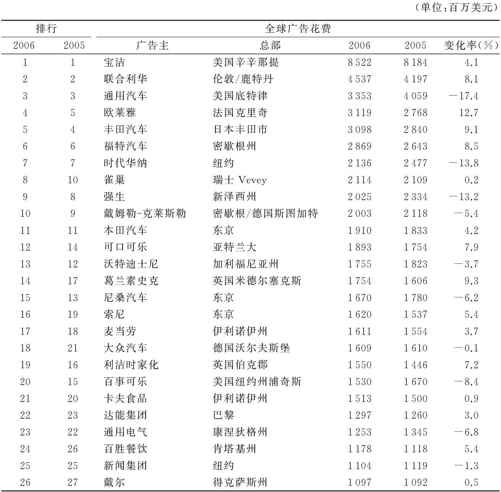 (单位:百万美元)
排行 全球广告花费
2006 2005 广告主 总部 2006 2005 变化率(%)
1 1 宝洁 美国辛辛那提 8 522 8 184 4.1
2 2 联合利华 伦敦/鹿特丹 4 537 4 197 8.1
3 3 通用汽车 美国底特律 3 353 4 059 -17.4
4 5 欧莱雅 法国克里奇 3 119 2 768 12.7
5 4 丰田汽车 日本丰田市 3 098 2 840 9.1
6 6 福特汽车 密歇根州 2 869 2 643 8.5
7 7 时代华纳 纽约 2 136 2 477 -13.8
8 10 雀巢 瑞士 Vevey 2 114 2 109 0.2
9 8 强生 新泽西州 2 025 2 334 -13.2
10 9 戴姆勒-克莱斯勒 密歇根/德国斯图加特 2 003 2 118 -5.4
11 11 本田汽车 东京 1 910 1 833 4.2
12 14 可口可乐 亚特兰大 1 893 1 754 7.9
13 12 沃特迪士尼 加利福尼亚州 1 755 1 823 -3.7
14 17 葛兰素史克 英国米德尔塞克斯 1 754 1 606 9.3
15 13 尼桑汽车 东京 1 670 1 780 -6.2
16 19 索尼 东京 1 620 1 537 5.4
17 18 麦当劳 伊利诺伊州 1 611 1 554 3.7
18 21 大众汽车 德国沃尔夫斯堡 1 609 1 610 -0.1
19 16 利洁时家化 英国伯克郡 1 550 1 446 7.2
20 15 百事可乐 美国纽约州浦奇斯 1 530 1 670 -8.4
21 20 卡夫食品 伊利诺伊州 1 513 1 500 0.9
22 23 达能集团 巴黎 1 297 1 260 3.0
23 22 通用电气 康涅狄格州 1 253 1 345 -6.8
24 26 百胜餐饮 肯塔基州 1 178 1 118 5.4
25 25 新闻集团 纽约 1 104 1 119 -1.3
26 27 戴尔 得克萨斯州 1 097 1 092 0.5